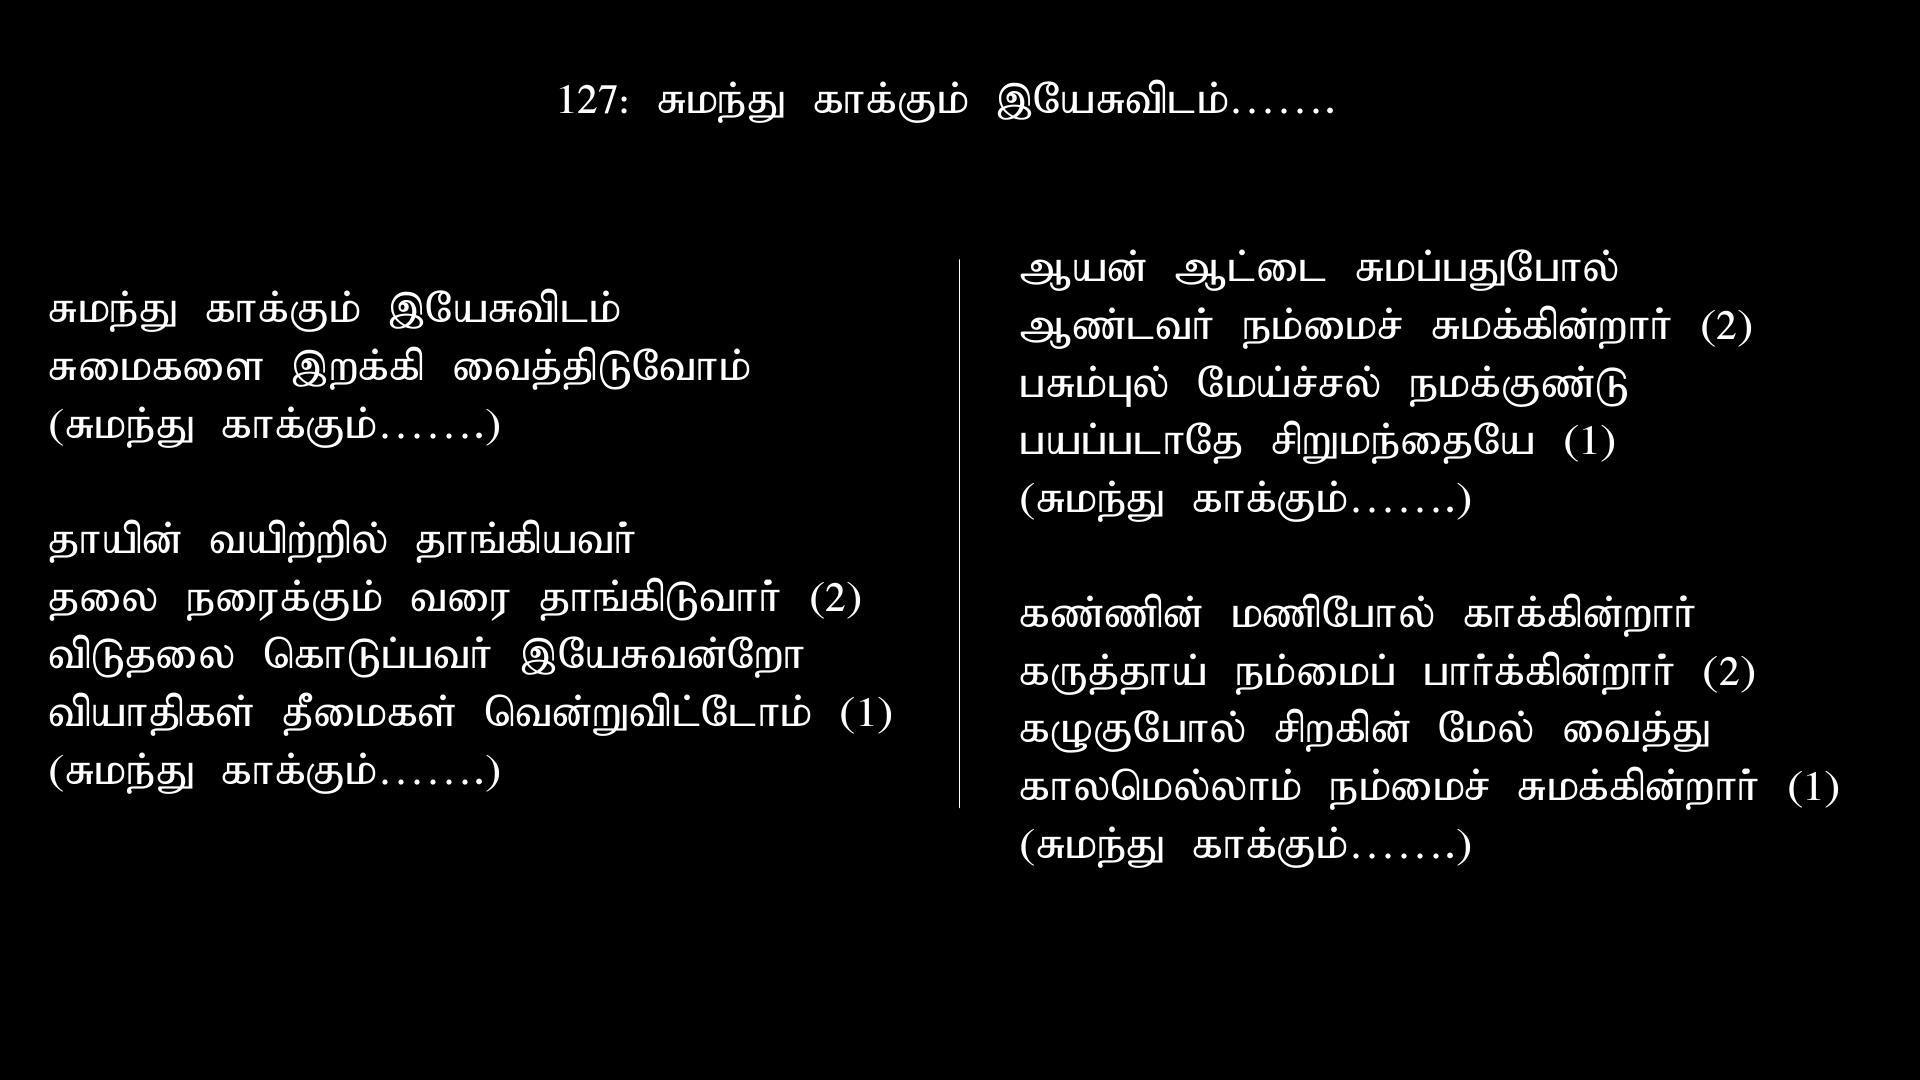 127: சுமந்து காக்கும் இயேசுவிடம்.......
சுமந்து காக்கும் இயேசுவிடம்
சுமைகளை இறக்கி வைத்திடுவோம்
(சுமந்து காக்கும்.......)
தாயின் வயிற்றில் தாங்கியவர்
தலை நரைக்கும் வரை தாங்கிடுவார் (2)
விடுதலை கொடுப்பவர் இயேசுவன்றோ
வியாதிகள் தீமைகள் வென்றுவிட்டோம் (1)
(சுமந்து காக்கும்.......)
ஆயன் ஆட்டை சுமப்பதுபோல்
ஆண்டவர் நம்மைச் சுமக்கின்றார் (2)
பசும்புல் மேய்ச்சல் நமக்குண்டு
பயப்படாதே சிறுமந்தையே (1)
(சுமந்து காக்கும்.......)
கண்ணின் மணிபோல் காக்கின்றார்
கருத்தாய் நம்மைப் பார்க்கின்றார் (2)
கழுகுபோல் சிறகின் மேல் வைத்து
காலமெல்லாம் நம்மைச் சுமக்கின்றார் (1)
(சுமந்து காக்கும்.......)